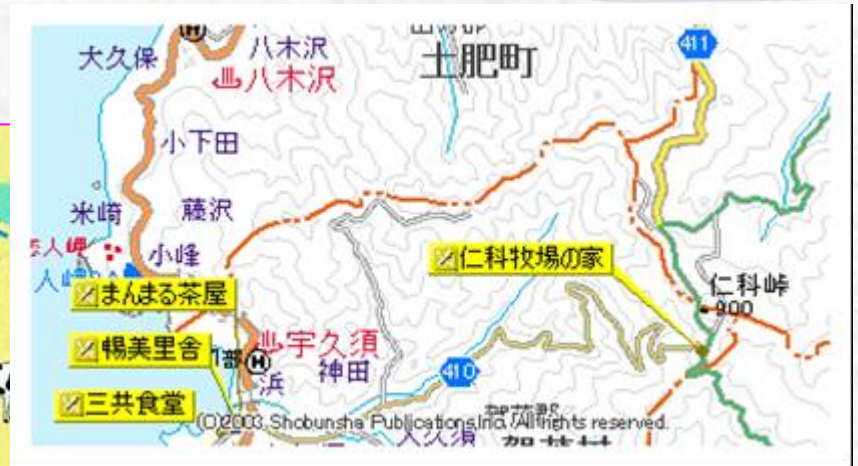 大久保
八木沢
八木沢
土肥町
411
小下田
米崎
藤沢
小峰
仁科牧場の家
仁科峠
900
まんまる茶屋
暢美里舎
三共食堂
宇久須
神田
浜
410
(C)2003 Shobunsha Publications,Inc. All rights reserved.